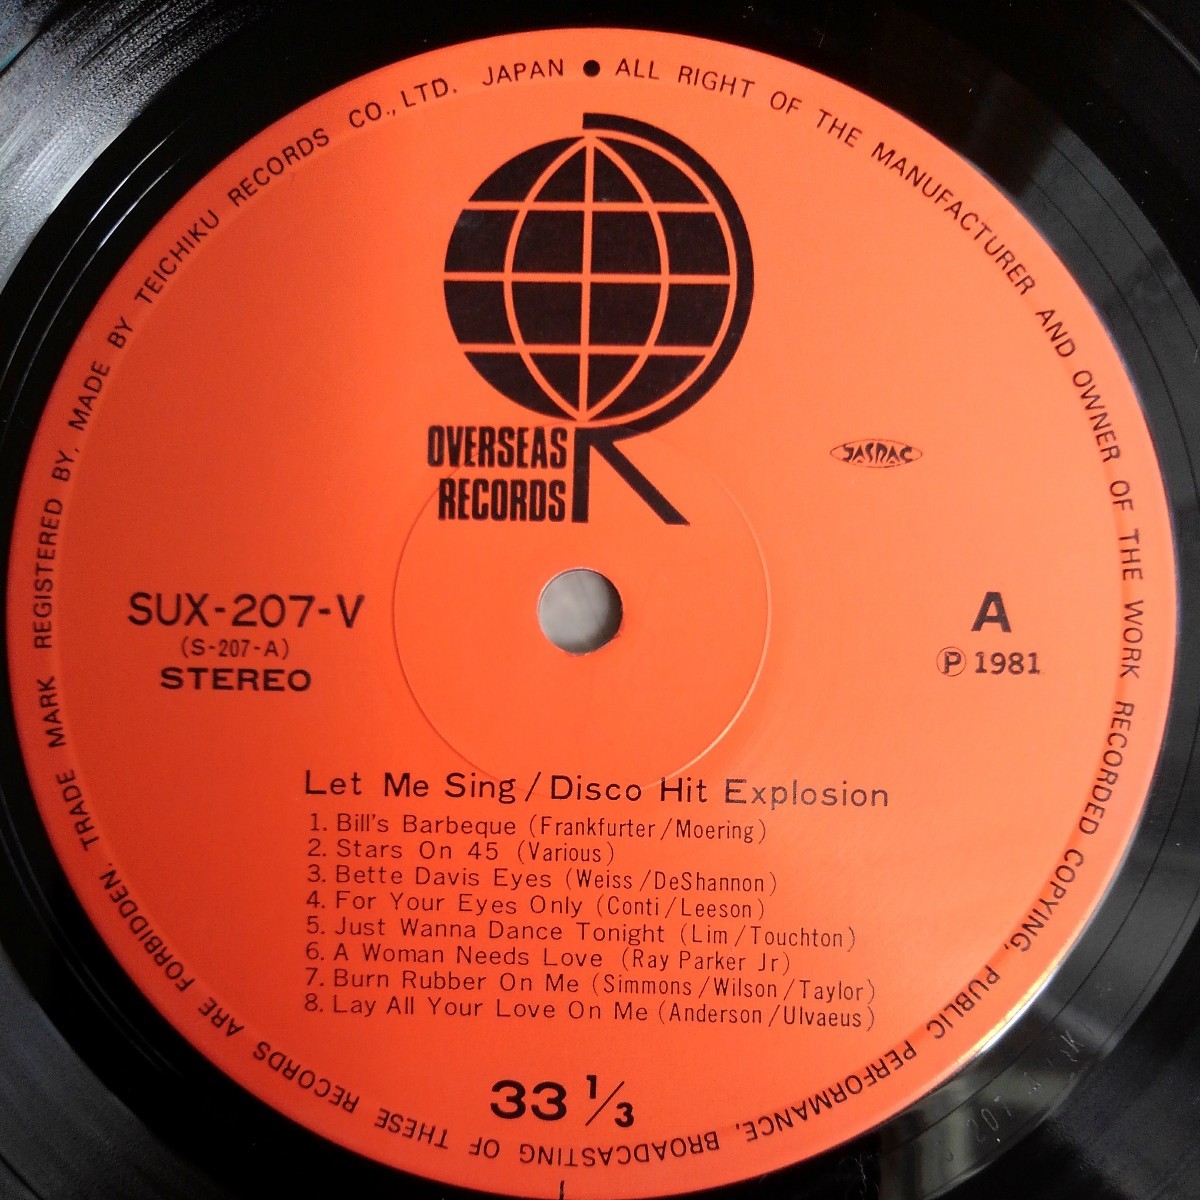 TRADE MARK REGISTERED BY, MADE BY TEICHIKU RECORDS CO., LTD. JAPAN ● ALL RIGHT OF THE MANUFACTURER AND OWNER OF THE WORK RECORDED COPYING, PUBLIC PERFORMANCE, BROADCASTING OF THESE RECORDS ARE FORBIDDEN.
R
OVERSEAS
RECORDS
JASRAC
SUX-207-V
(S-207-A)
STEREO
A
Ⓟ 1981
Let Me Sing / Disco Hit Explosion
1. Bill's Barbeque (Frankfurter / Moering)
2. Stars On 45 (Various)
3. Bette Davis Eyes (Weiss / DeShannon)
4. For Your Eyes Only (Conti / Leeson)
5. Just Wanna Dance Tonight (Lim / Touchton)
6. A Woman Needs Love (Ray Parker Jr)
7. Burn Rubber On Me (Simmons / Wilson / Taylor)
8. Lay All Your Love On Me (Anderson / Ulvaeus)
33 1/3